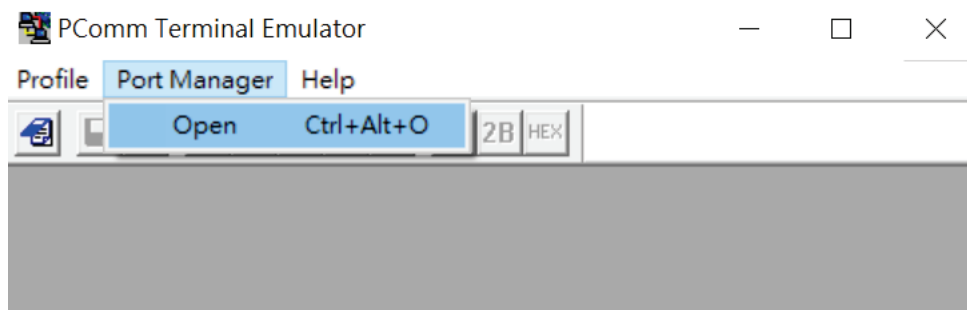 PComm Terminal Emulator
Profile Port Manager Help
Open Ctrl+Alt+O
2B HEX